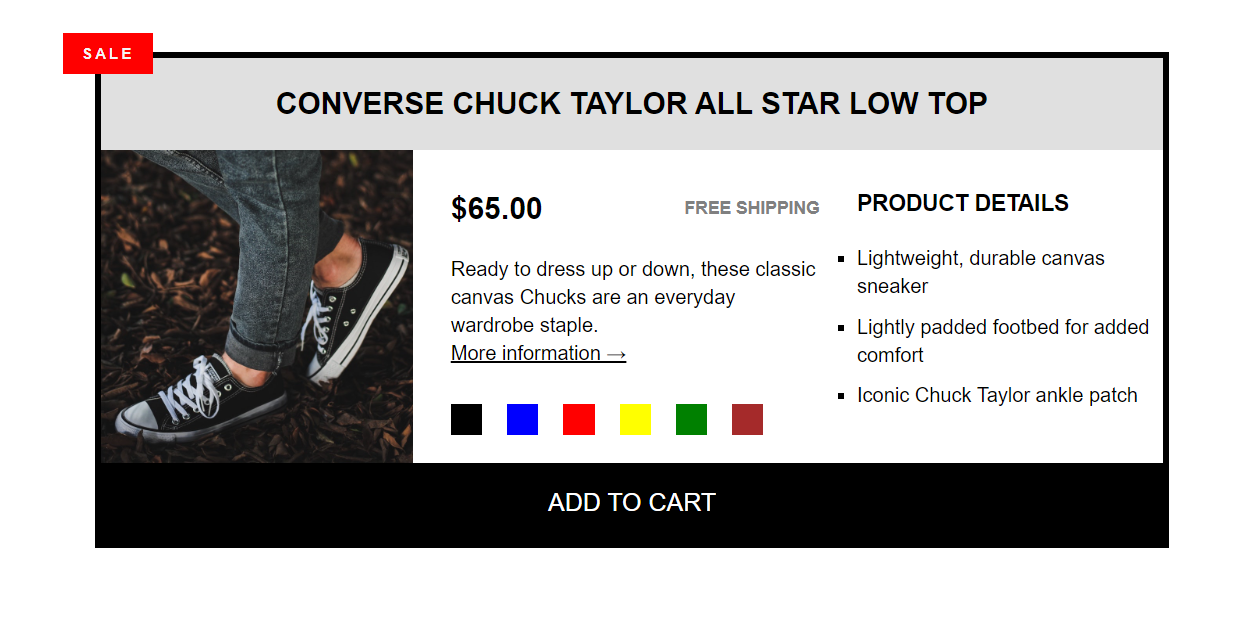 SALE
CONVERSE CHUCK TAYLOR ALL STAR LOW TOP
$65.00
FREE SHIPPING
Ready to dress up or down, these classic
canvas Chucks are an everyday
wardrobe staple.
More information →
PRODUCT DETAILS
Lightweight, durable canvas
sneaker
Lightly padded footbed for added
comfort
Iconic Chuck Taylor ankle patch
ADD TO CART